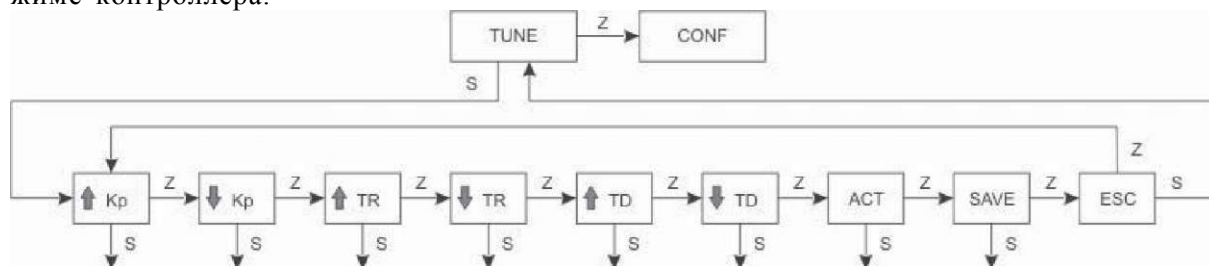 жиме контроллера.
TUNE Z CONF
S
Z
Kp Z Kp Z TR Z TR Z TD Z TD Z ACT Z SAVE Z ESC S
S S S S S S S S